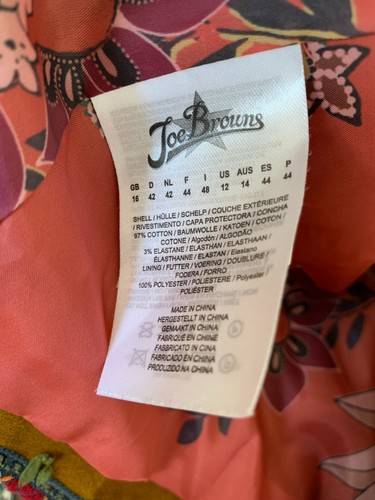 Joe Browns
GB D NL F I US AUS ES P
16 42 42 44 48 12 14 44 44
SHELL / HÜLLE / SCHELP / COUCHE EXTÉRIEURE
/ RIVESTIMENTO / CAPA PROTECTORA / CONCHA
97% COTTON / BAUMWOLLE / KATOEN / COTON /
COTONE / Algodón / ALGODÃO
3% ELASTANE / ELASTHAN / ELASTHAAN /
ÉLASTHANNE / ELASTAN / Elastano
LINING / FUTTER / VOERING / DOUBLURE /
FODERA / FORRO
100% POLYESTER / POLIESTERE / Polyester /
POLIÉSTER
MADE IN CHINA
HERGESTELLT IN CHINA
GEMAAKT IN CHINA
FABRIQUÉ EN CHINE
FABBRICATO IN CHINA
FABRICADO EN CHINA
PRODUZIDO NA CHINA